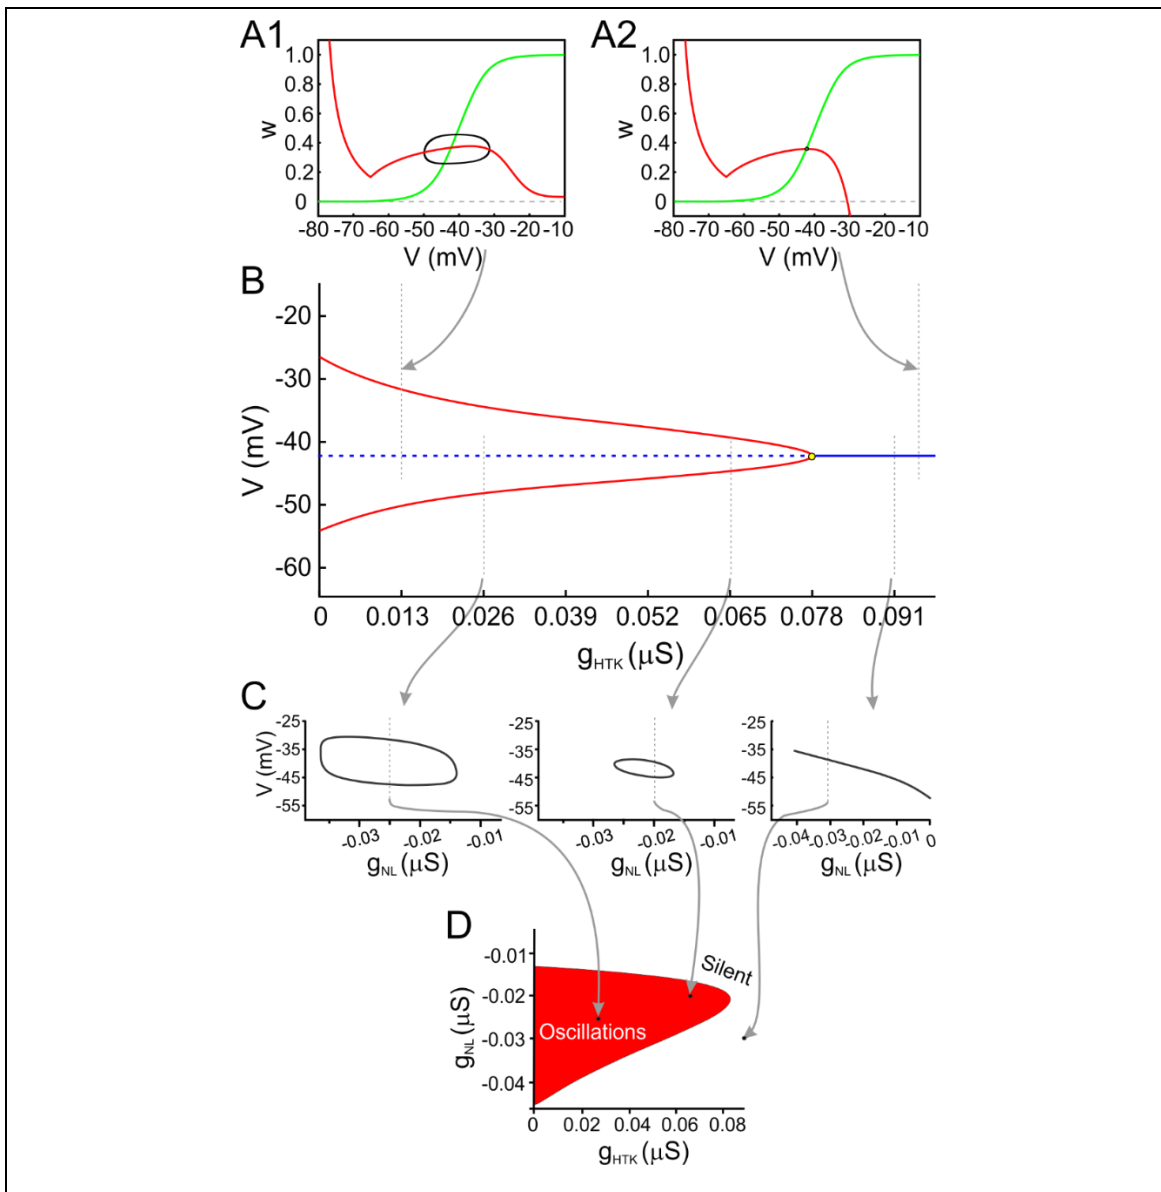 A1
A2
1.0
0.8
0.6
0.4
0.2
0
w
-80 -70 -60 -50 -40 -30 -20 -10
V (mV)
1.0
0.8
0.6
0.4
0.2
0
-80 -70 -60 -50 -40 -30 -20 -10
V (mV)
B
-20
-30
-40
-50
-60
V (mV)
0 0.013 0.026 0.039 0.052 0.065 0.078 0.091
gHTK (μS)
C
-25
-35
-45
-55
V (mV)
-0.03 -0.02 -0.01
gNL (μS)
-25
-35
-45
-55
-0.03 -0.02 -0.01
gNL (μS)
-25
-35
-45
-55
-0.04 -0.03 -0.02 -0.01 0
gNL (μS)
D
-0.01
-0.02
-0.03
-0.04
gNL (μS)
Silent
Oscillations
0 0.02 0.04 0.06 0.08
gHTK (μS)